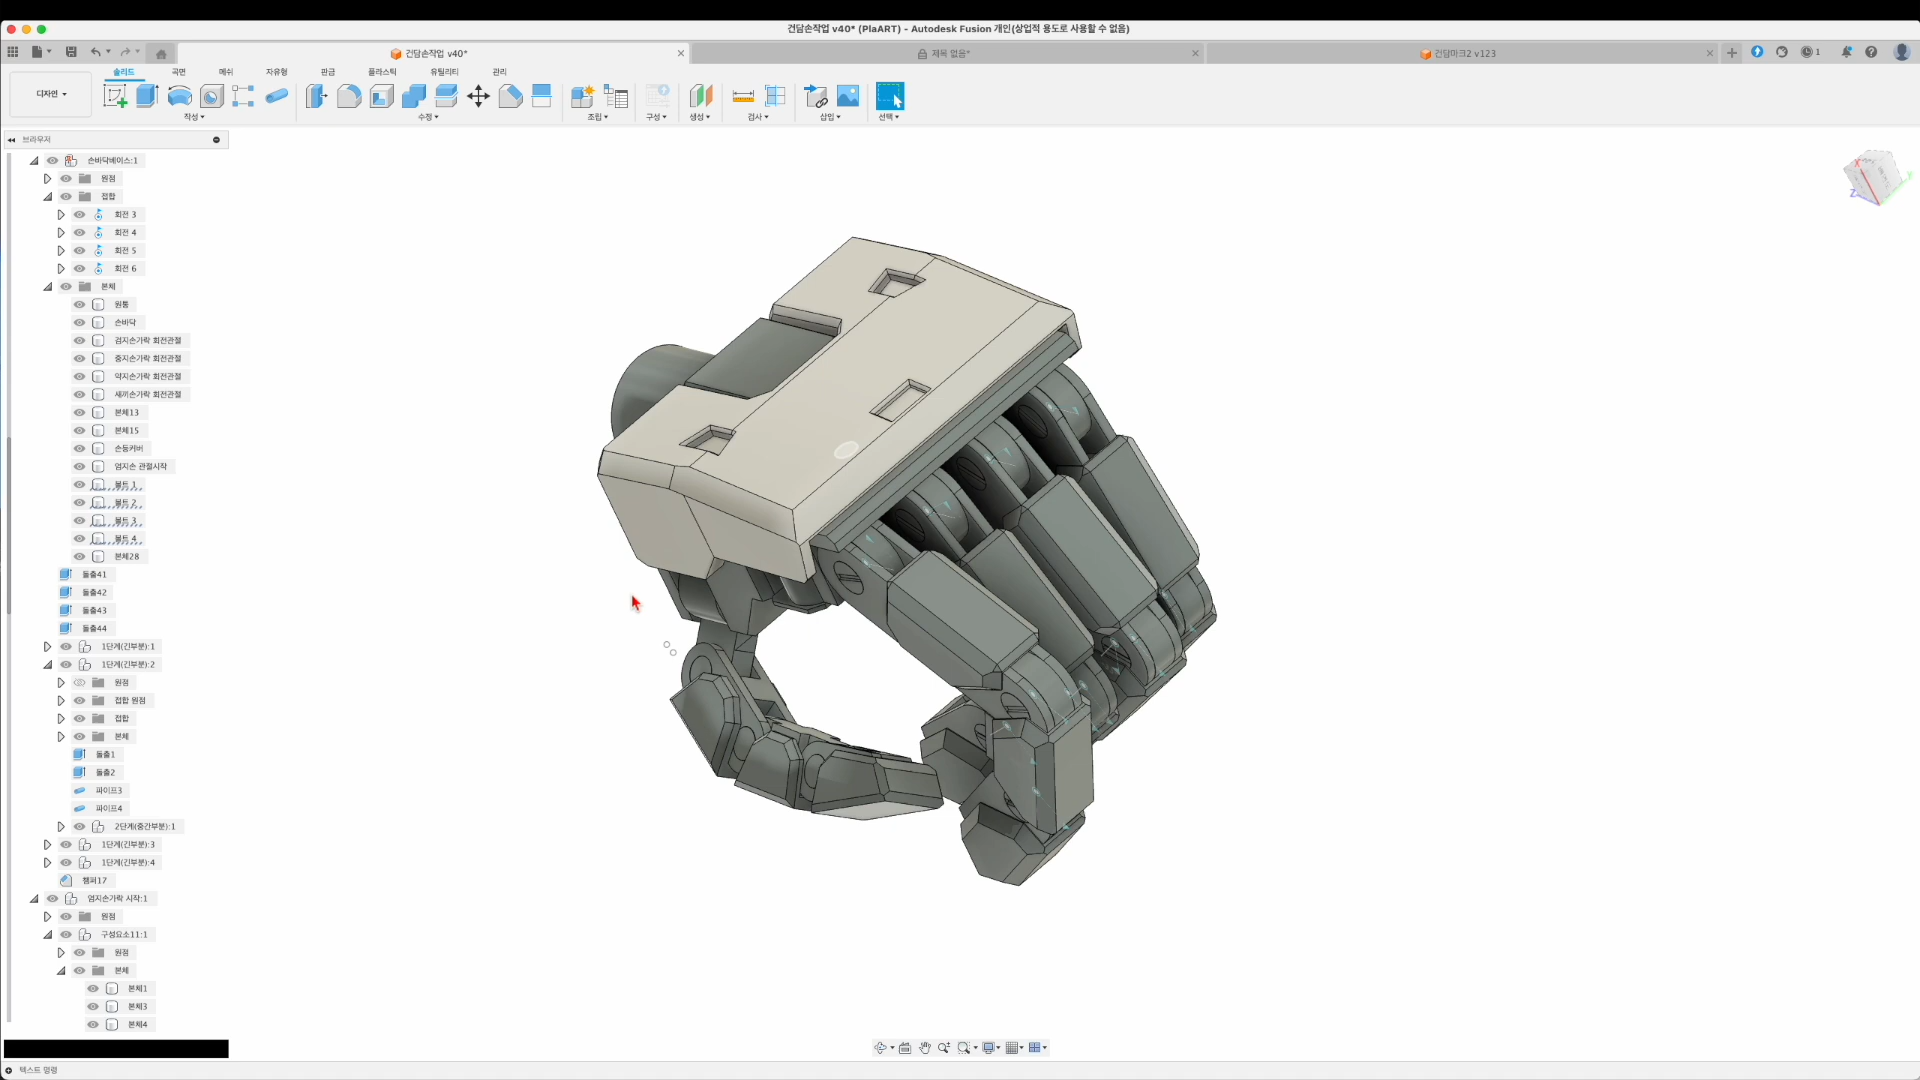 건담손작업 v40* (PlaART) - Autodesk Fusion 개인(상업적 용도로 사용할 수 없음)
건담손작업 v40*
제목 없음*
건담마크2 v123
1
디자인
솔리드
곡면
메쉬
자유형
판금
플라스틱
유틸리티
관리
작성
수정
조립
구성
생성
검사
삽입
선택
브라우저
손바닥베이스:1
원점
접합
회전 3
회전 4
회전 5
회전 6
본체
원통
손바닥
검지손가락 회전관절
중지손가락 회전관절
약지손가락 회전관절
새끼손가락 회전관절
본체13
본체15
손등커버
엄지손 관절시작
볼트 1
볼트 2
볼트 3
볼트 4
본체28
돌출41
돌출42
돌출43
돌출44
1단계(긴부분):1
1단계(긴부분):2
원점
접합 원점
접합
본체
돌출1
돌출2
파이프3
파이프4
2단계(중간부분):1
1단계(긴부분):3
1단계(긴부분):4
챔퍼17
엄지손가락 시작:1
원점
구성요소11:1
원점
본체
본체1
본체3
본체4
텍스트 명령
X
Y
Z